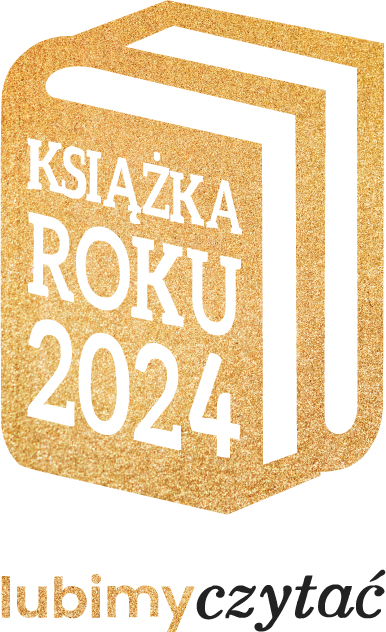 KSIĄŻKA
ROKU
2024
lubimyczytać